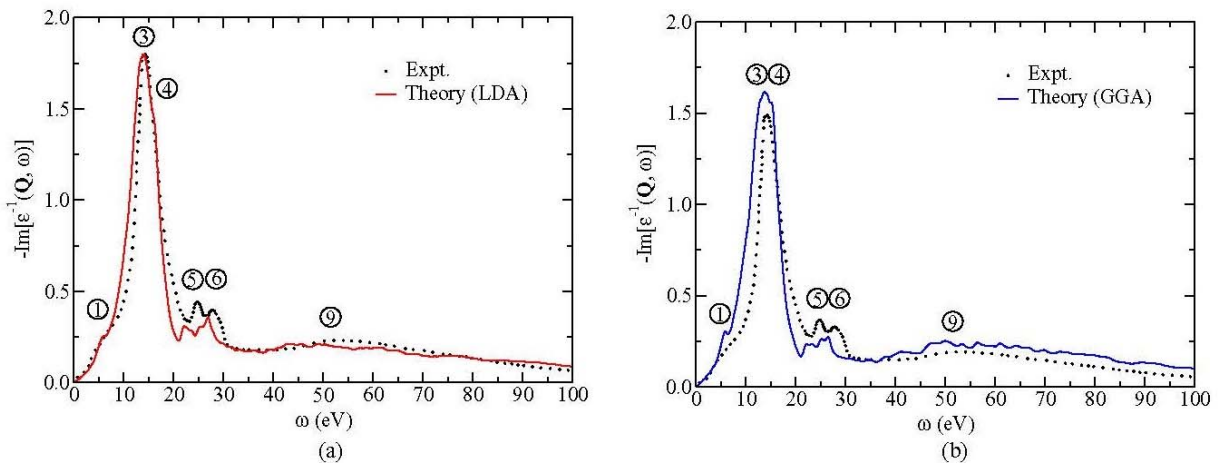 2.0
1.5
1.0
0.5
0.0
-Im[ε⁻¹(Q, ω)]
③
④
①
⑤ ⑥
⑨
Expt.
Theory (LDA)
0 10 20 30 40 50 60 70 80 90 100
ω (eV)
(a)
2.0
1.5
1.0
0.5
0.0
-Im[ε⁻¹(Q, ω)]
③④
①
⑤⑥
⑨
Expt.
Theory (GGA)
0 10 20 30 40 50 60 70 80 90 100
ω (eV)
(b)